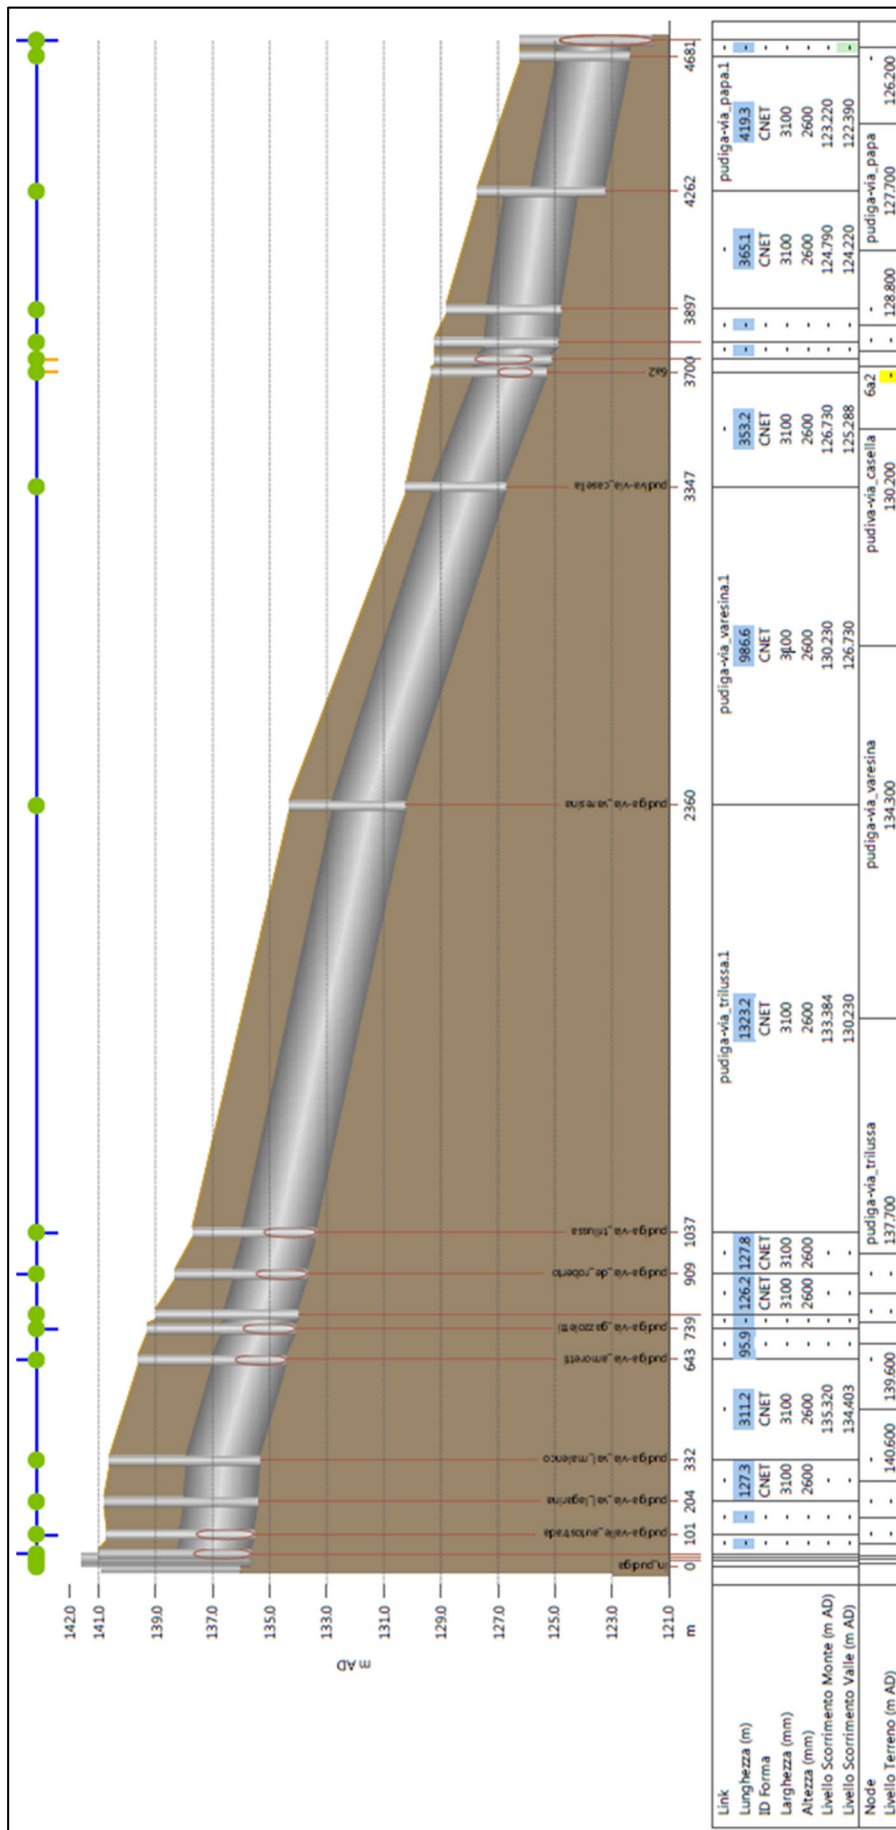 142.0
141.0
139.0
137.0
135.0
133.0
131.0
129.0
127.0
125.0
123.0
121.0
m AD
m 0 101 204 332 643 739 909 1037 2360 3347 3700 3897 4262 4681
in_pudiga
pudiga-valle_autostrada
pudiga-via_val_lagarina
pudiga-via_val_malenco
pudiga-via_amoretti
pudiga-via_gazzoletti
pudiga-via_de_roberto
pudiga-via_trilussa
pudiga-via_varesina
pudiva-via_casella
6a2
Link - - - - - - - pudiga-via_trilussa.1 pudiga-via_varesina.1 - - - - pudiga-via_papa.1 -
Lunghezza (m) - - 127.3 311.2 95.9 - 126.2 127.8 1323.2 986.6 353.2 - - 365.1 419.3 -
ID Forma - - CNET CNET - - CNET CNET CNET CNET CNET - - CNET CNET -
Larghezza (mm) - - 3100 3100 - - 3100 3100 3100 3100 3100 - - 3100 3100 -
Altezza (mm) - - 2600 2600 - - 2600 2600 2600 2600 2600 - - 2600 2600 -
Livello Scorrimento Monte (m AD) - - - 135.320 - - - - 133.384 130.230 126.730 - - 124.790 123.220 -
Livello Scorrimento Valle (m AD) - - - 134.403 - - - - 130.230 126.730 125.288 - - 124.220 122.390 -
Node - - - - - - - pudiga-via_trilussa pudiga-via_varesina pudiva-via_casella 6a2 - - - pudiga-via_papa -
Livello Terreno (m AD) - - - 140.600 139.600 - - - 137.700 134.300 130.200 - - - 128.800 127.700 126.200